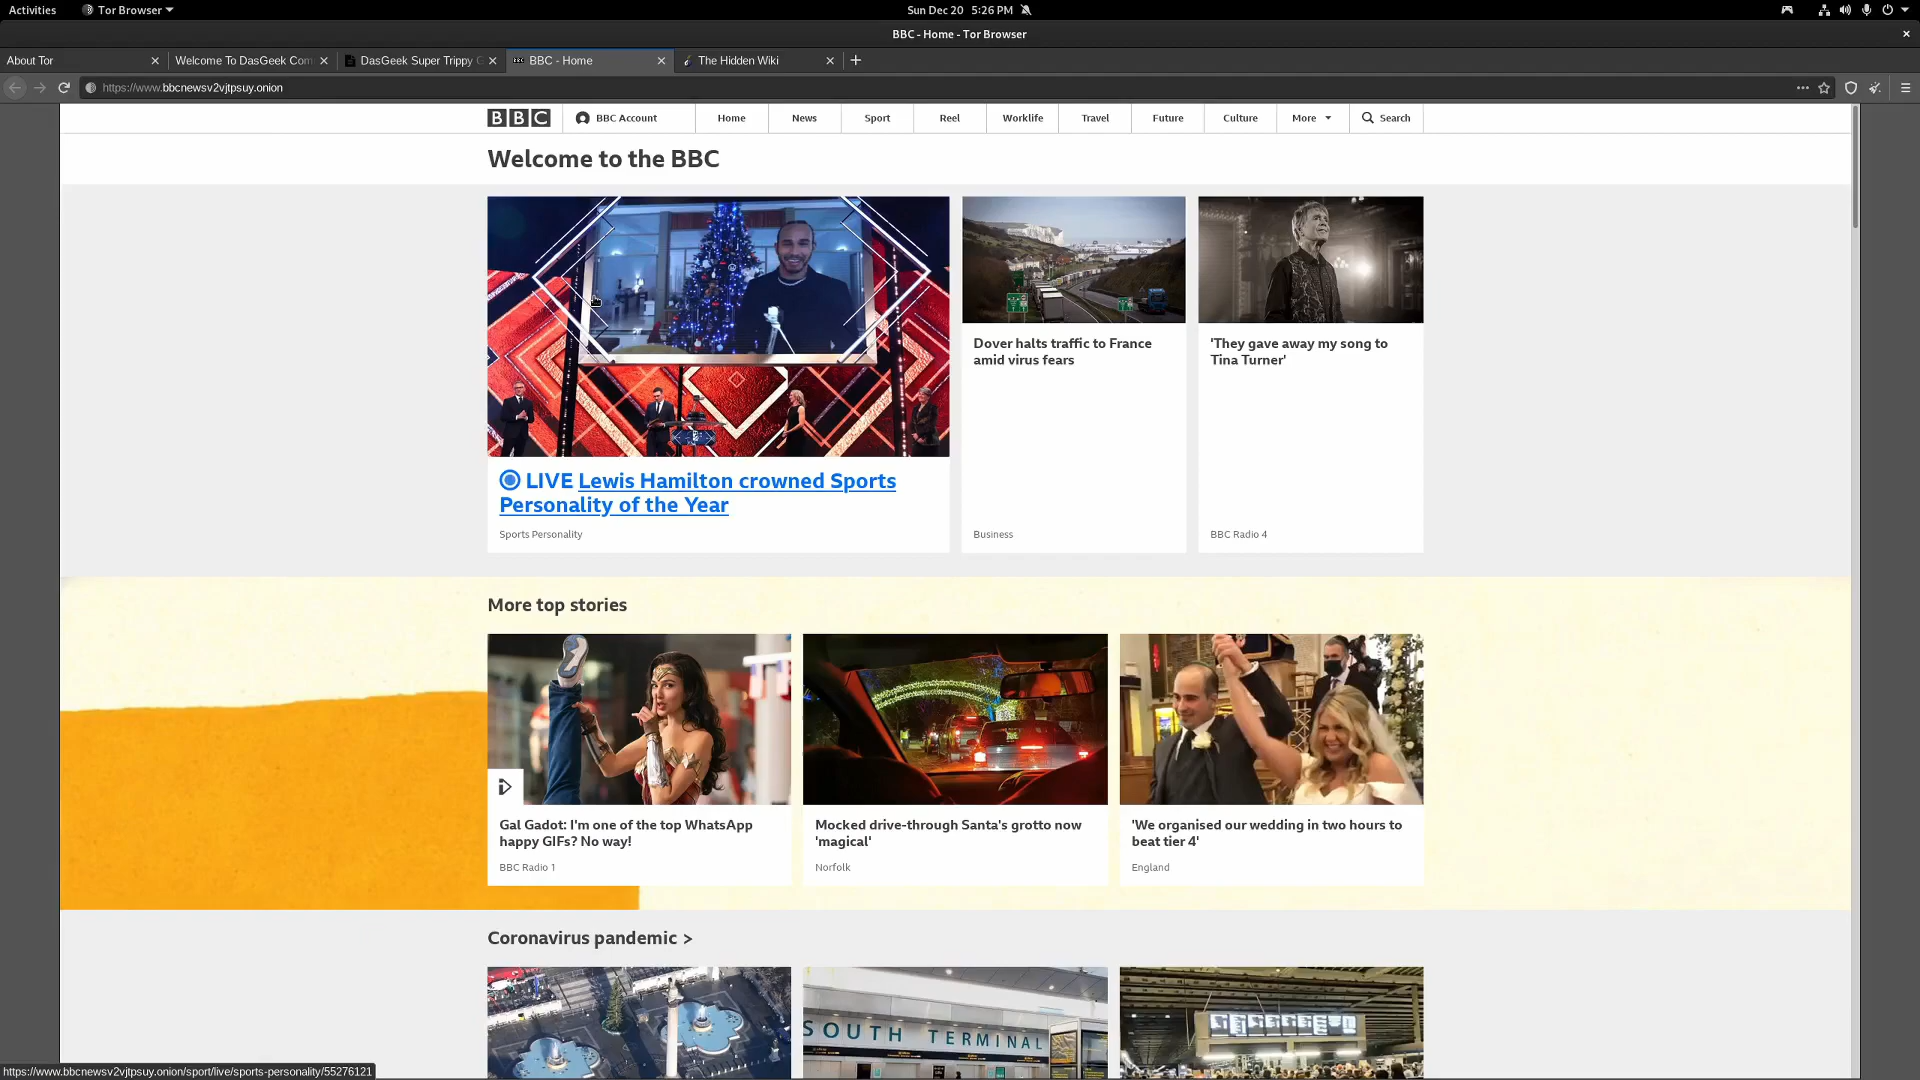 Activities
Tor Browser
Sun Dec 20 5:26 PM
BBC - Home - Tor Browser
About Tor
Welcome To DasGeek Com
DasGeek Super Trippy G
BBC - Home
The Hidden Wiki
https://www.bbcnewsv2vjtpsuy.onion
BBC
BBC Account
Home
News
Sport
Reel
Worklife
Travel
Future
Culture
More
Search
Welcome to the BBC
LIVE Lewis Hamilton crowned Sports
Personality of the Year
Sports Personality
Dover halts traffic to France
amid virus fears
Business
'They gave away my song to
Tina Turner'
BBC Radio 4
More top stories
Gal Gadot: I'm one of the top WhatsApp
happy GIFs? No way!
BBC Radio 1
Mocked drive-through Santa's grotto now
'magical'
Norfolk
'We organised our wedding in two hours to
beat tier 4'
England
Coronavirus pandemic >
SOUTH TERMINAL
https://www.bbcnewsv2vjtpsuy.onion/sport/live/sports-personality/55276121